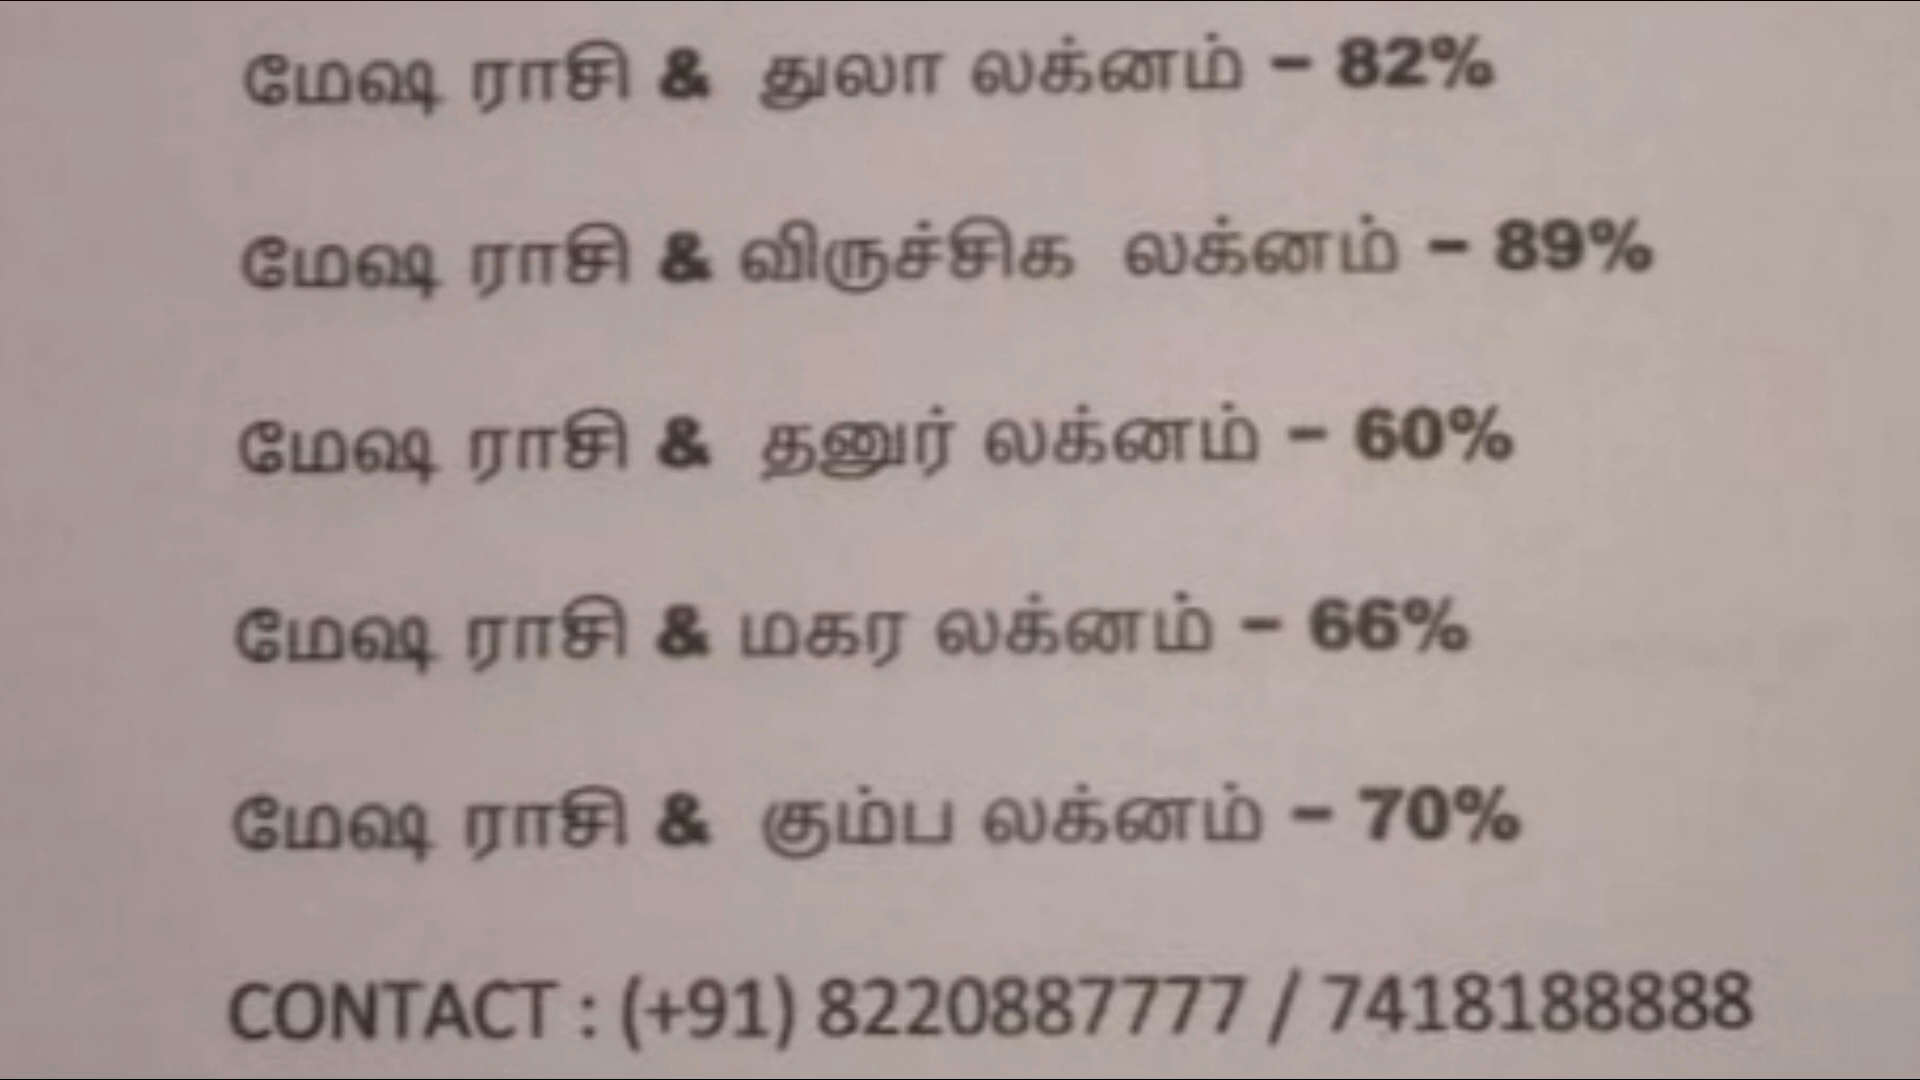 மேஷ ராசி & துலா லக்னம் – 82%
மேஷ ராசி & விருச்சிக லக்னம் – 89%
மேஷ ராசி & தனுர் லக்னம் – 60%
மேஷ ராசி & மகர லக்னம் – 66%
மேஷ ராசி & கும்ப லக்னம் – 70%
CONTACT : (+91) 8220887777 / 7418188888